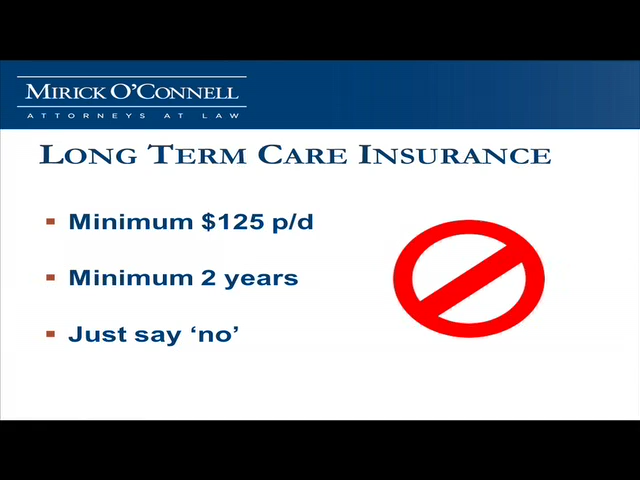 MIRICK O'CONNELL
ATTORNEYS AT LAW
LONG TERM CARE INSURANCE
Minimum $125 p/d
Minimum 2 years
Just say ‘no’